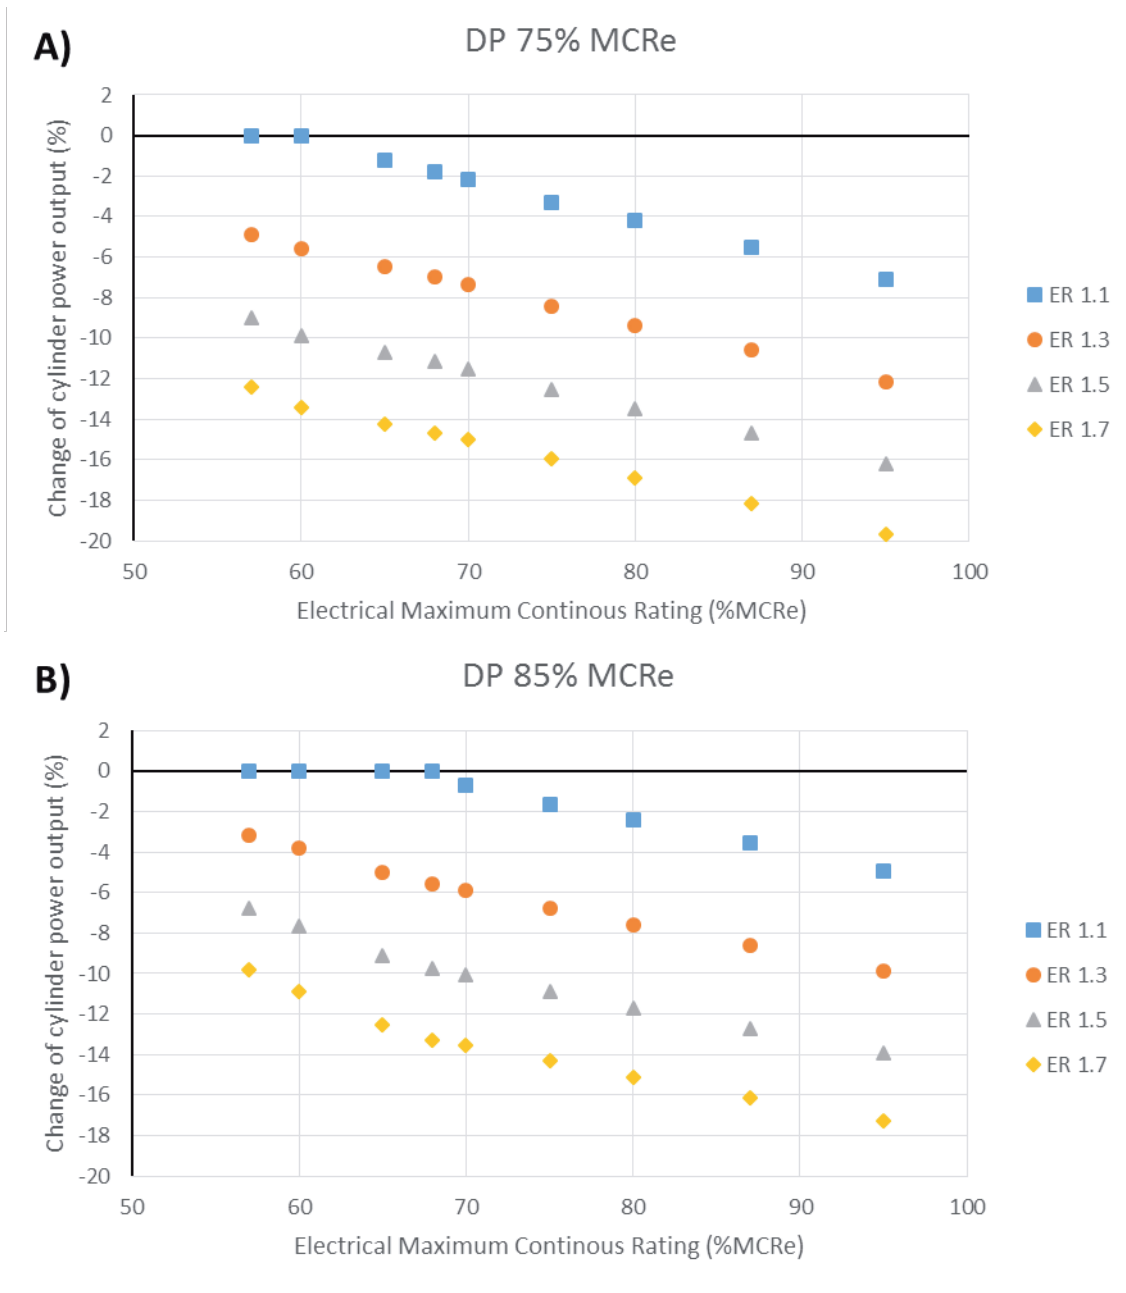 A)
DP 75% MCRe
2
0
-2
-4
-6
-8
-10
-12
-14
-16
-18
-20
Change of cylinder power output (%)
50 60 70 80 90 100
Electrical Maximum Continous Rating (%MCRe)
ER 1.1
ER 1.3
ER 1.5
ER 1.7
B)
DP 85% MCRe
2
0
-2
-4
-6
-8
-10
-12
-14
-16
-18
-20
Change of cylinder power output (%)
50 60 70 80 90 100
Electrical Maximum Continous Rating (%MCRe)
ER 1.1
ER 1.3
ER 1.5
ER 1.7